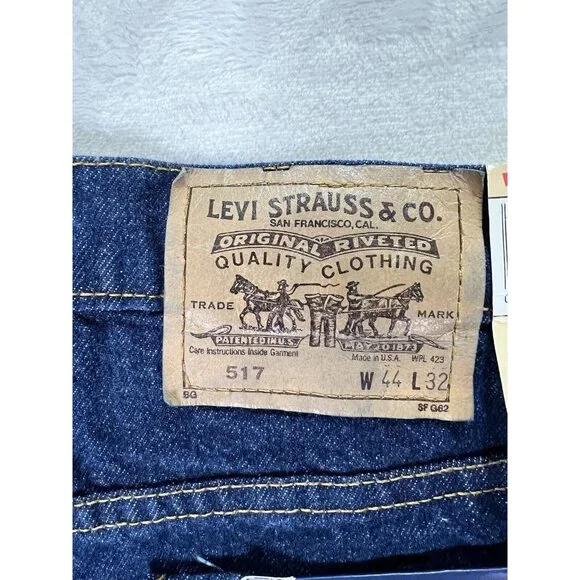 LEVI STRAUSS & CO.
SAN FRANCISCO, CAL.
ORIGINAL RIVETED
QUALITY CLOTHING
TRADE MARK
PATENTED IN U.S. MAY 20 1873
Care Instructions Inside Garment Made in U.S.A. WPL 423
517 W 44 L 32
BG SF G62